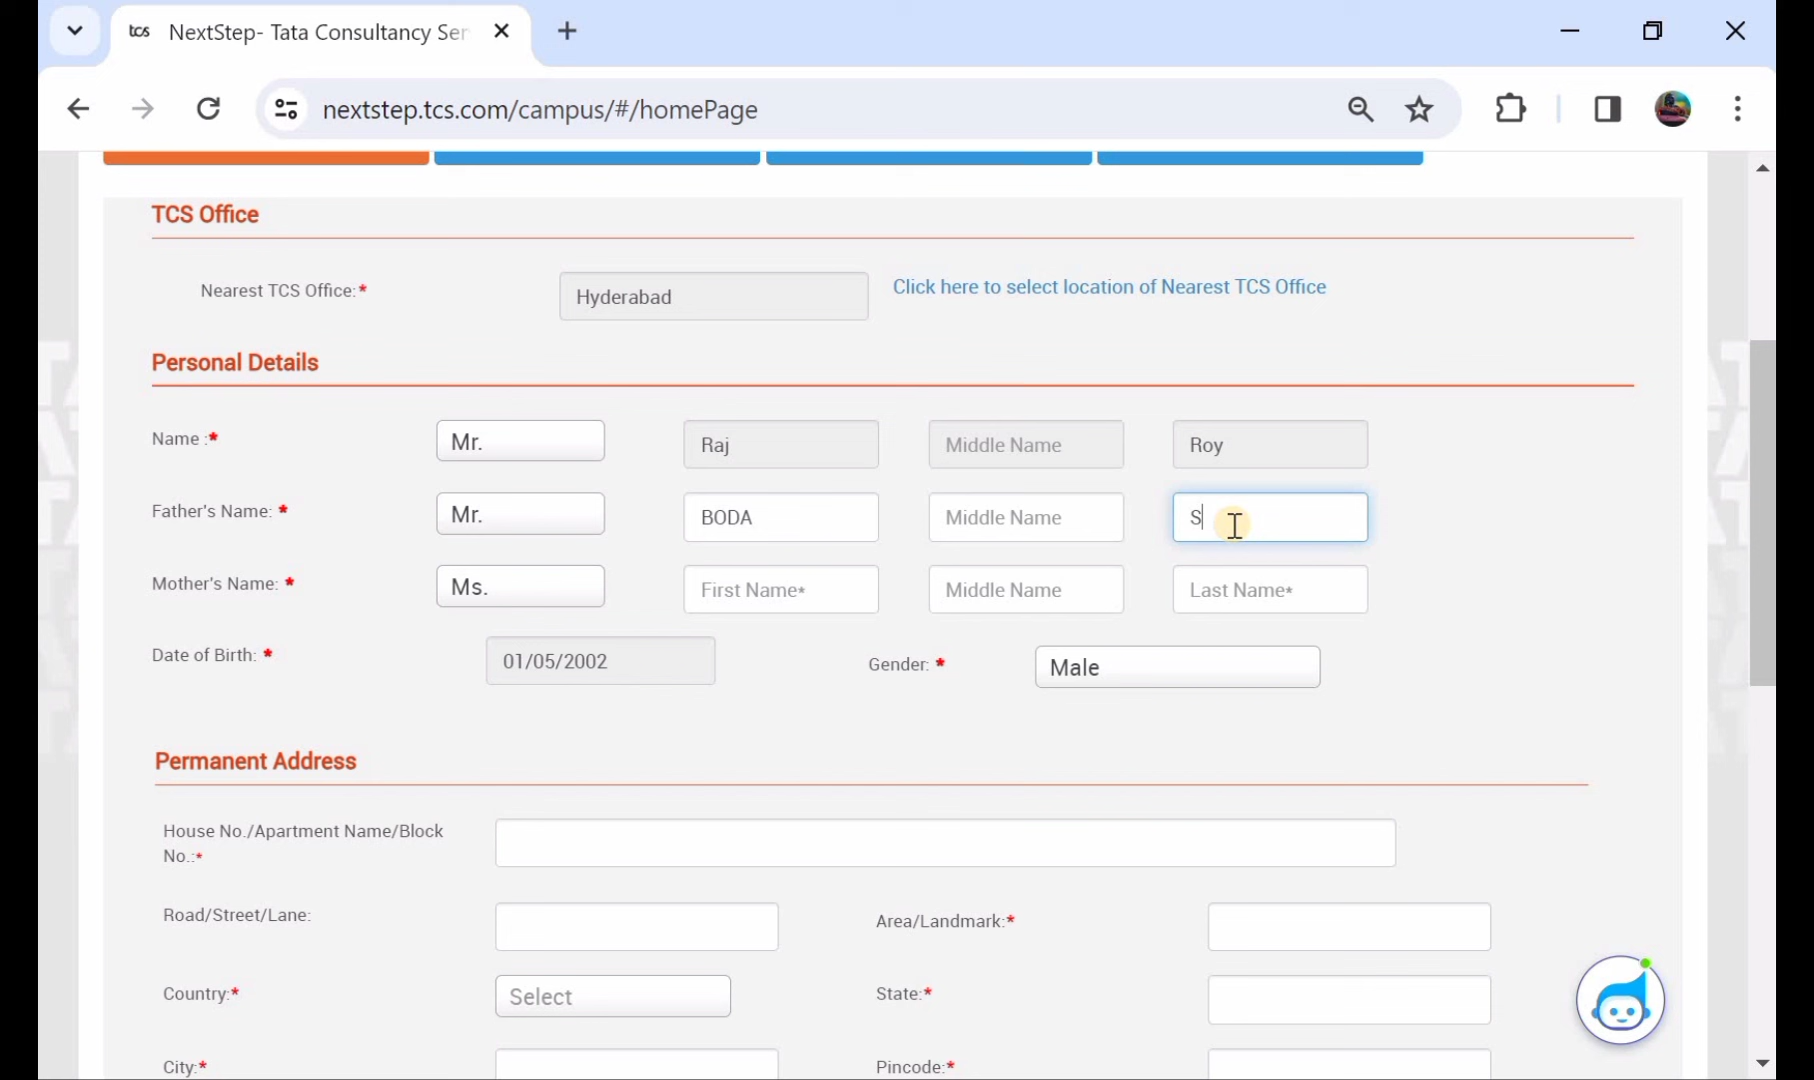 tcs NextStep- Tata Consultancy Ser
nextstep.tcs.com/campus/#/homePage
TCS Office
Nearest TCS Office:* Hyderabad Click here to select location of Nearest TCS Office
Personal Details
Name :* Mr. Raj Middle Name Roy
Father's Name: * Mr. BODA Middle Name S
Mother's Name: * Ms. First Name* Middle Name Last Name*
Date of Birth: * 01/05/2002 Gender: * Male
Permanent Address
House No./Apartment Name/Block
No.:*
Road/Street/Lane: Area/Landmark:*
Country:* Select State:*
City:* Pincode:*